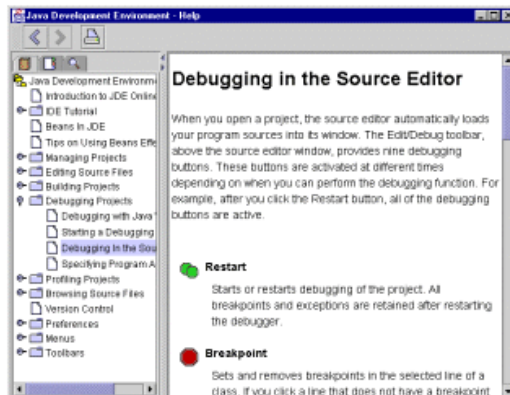 Java Development Environment - Help
Java Development Environm
Introduction to JDE Online
IDE Tutorial
Beans In JDE
Tips on Using Beans Effe
Managing Projects
Editing Source Files
Building Projects
Debugging Projects
Debugging with Java
Starting a Debugging
Debugging In the Sou
Specifying Program A
Profiling Projects
Browsing Source Files
Version Control
Preferences
Menus
Toolbars
Debugging in the Source Editor
When you open a project, the source editor automatically loads
your program sources into its window. The Edit/Debug toolbar,
above the source editor window, provides nine debugging
buttons. These buttons are activated at different times
depending on when you can perform the debugging function. For
example, after you click the Restart button, all of the debugging
buttons are active.
Restart
Starts or restarts debugging of the project. All
breakpoints and exceptions are retained after restarting
the debugger.
Breakpoint
Sets and removes breakpoints in the selected line of a
class. If you click a line that does not have a breakpoint